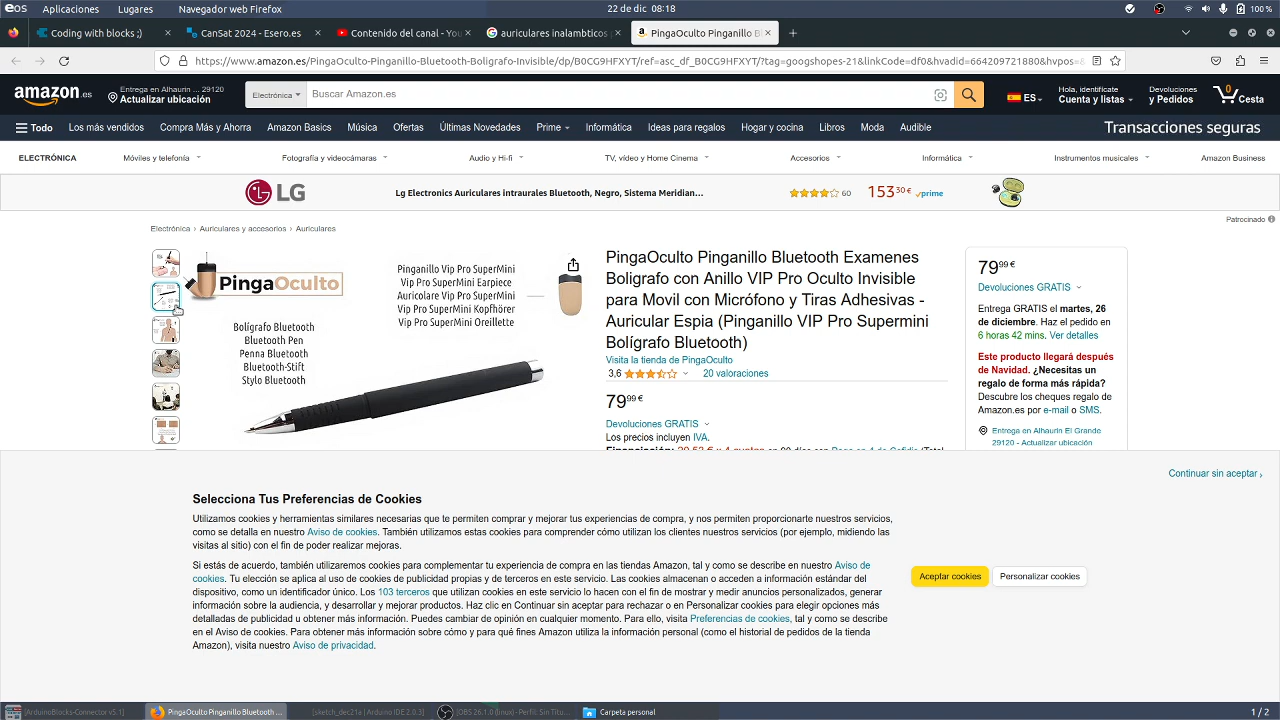 eos Aplicaciones Lugares Navegador web Firefox 22 de dic 08:18 100 %
Coding with blocks ;) × CanSat 2024 - Esero.es × Contenido del canal - You × auriculares inalambticos × PingaOculto Pinganillo B × +
https://www.amazon.es/PingaOculto-Pinganillo-Bluetooth-Boligrafo-Invisible/dp/B0CG9HFXYT/ref=asc_df_B0CG9HFXYT/?tag=googshopes-21&linkCode=df0&hvadid=664209721880&hvpos=
amazon.es
Entrega en Alhaurin ... 29120
Actualizar ubicación
Electrónica
Buscar Amazon.es
ES
Hola, identifícate
Cuenta y listas
Devoluciones
y Pedidos
0
Cesta
Todo Los más vendidos Compra Más y Ahorra Amazon Basics Música Ofertas Últimas Novedades Prime Informática Ideas para regalos Hogar y cocina Libros Moda Audible Transacciones seguras
ELECTRÓNICA Móviles y telefonía Fotografía y videocámaras Audio y Hi-fi TV, vídeo y Home Cinema Accesorios Informática Instrumentos musicales Amazon Business
LG Lg Electronics Auriculares intraurales Bluetooth, Negro, Sistema Meridian... 60 153,30 € prime
Patrocinado
Electrónica › Auriculares y accesorios › Auriculares
PingaOculto
Pinganillo Vip Pro SuperMini
Vip Pro SuperMini Earpiece
Auricolare Vip Pro SuperMini
Vip Pro SuperMini Kopfhörer
Vip Pro SuperMini Oreillette
Bolígrafo Bluetooth
Bluetooth Pen
Penna Bluetooth
Bluetooth-Stift
Stylo Bluetooth
PingaOculto Pinganillo Bluetooth Examenes
Boligrafo con Anillo VIP Pro Oculto Invisible
para Movil con Micrófono y Tiras Adhesivas -
Auricular Espia (Pinganillo VIP Pro Supermini
Bolígrafo Bluetooth)
Visita la tienda de PingaOculto
3,6 20 valoraciones
79,99 €
Devoluciones GRATIS
Los precios incluyen IVA.
79,99 €
Devoluciones GRATIS
Entrega GRATIS el martes, 26
de diciembre. Haz el pedido en
6 horas 42 mins. Ver detalles
Este producto llegará después
de Navidad. ¿Necesitas un
regalo de forma más rápida?
Descubre los cheques regalo de
Amazon.es por e-mail o SMS.
Entrega en Alhaurín El Grande
29120 - Actualizar ubicación
Continuar sin aceptar ›
Selecciona Tus Preferencias de Cookies
Utilizamos cookies y herramientas similares necesarias que te permiten comprar y mejorar tus experiencias de compra, y nos permiten proporcionarte nuestros servicios,
como se detalla en nuestro Aviso de cookies. También utilizamos estas cookies para comprender cómo utilizan los clientes nuestros servicios (por ejemplo, midiendo las
visitas al sitio) con el fin de poder realizar mejoras.
Si estás de acuerdo, también utilizaremos cookies para complementar tu experiencia de compra en las tiendas Amazon, tal y como se describe en nuestro Aviso de
cookies. Tu elección se aplica al uso de cookies de publicidad propias y de terceros en este servicio. Las cookies almacenan o acceden a información estándar del
dispositivo, como un identificador único. Los 103 terceros que utilizan cookies en este servicio lo hacen con el fin de mostrar y medir anuncios personalizados, generar
información sobre la audiencia, y desarrollar y mejorar productos. Haz clic en Continuar sin aceptar para rechazar o en Personalizar cookies para elegir opciones más
detalladas de publicidad u obtener más información. Puedes cambiar de opinión en cualquier momento. Para ello, visita Preferencias de cookies, tal y como se describe
en el Aviso de cookies. Para obtener más información sobre cómo y para qué fines Amazon utiliza la información personal (como el historial de pedidos de la tienda
Amazon), visita nuestro Aviso de privacidad.
Aceptar cookies
Personalizar cookies
[ArduinoBlocks-Connector v5.1] PingaOculto Pinganillo Bluetooth ... [sketch_dec21a | Arduino IDE 2.0.3] [OBS 26.1.0 (linux) - Perfil: Sin Títu... Carpeta personal 1 / 2